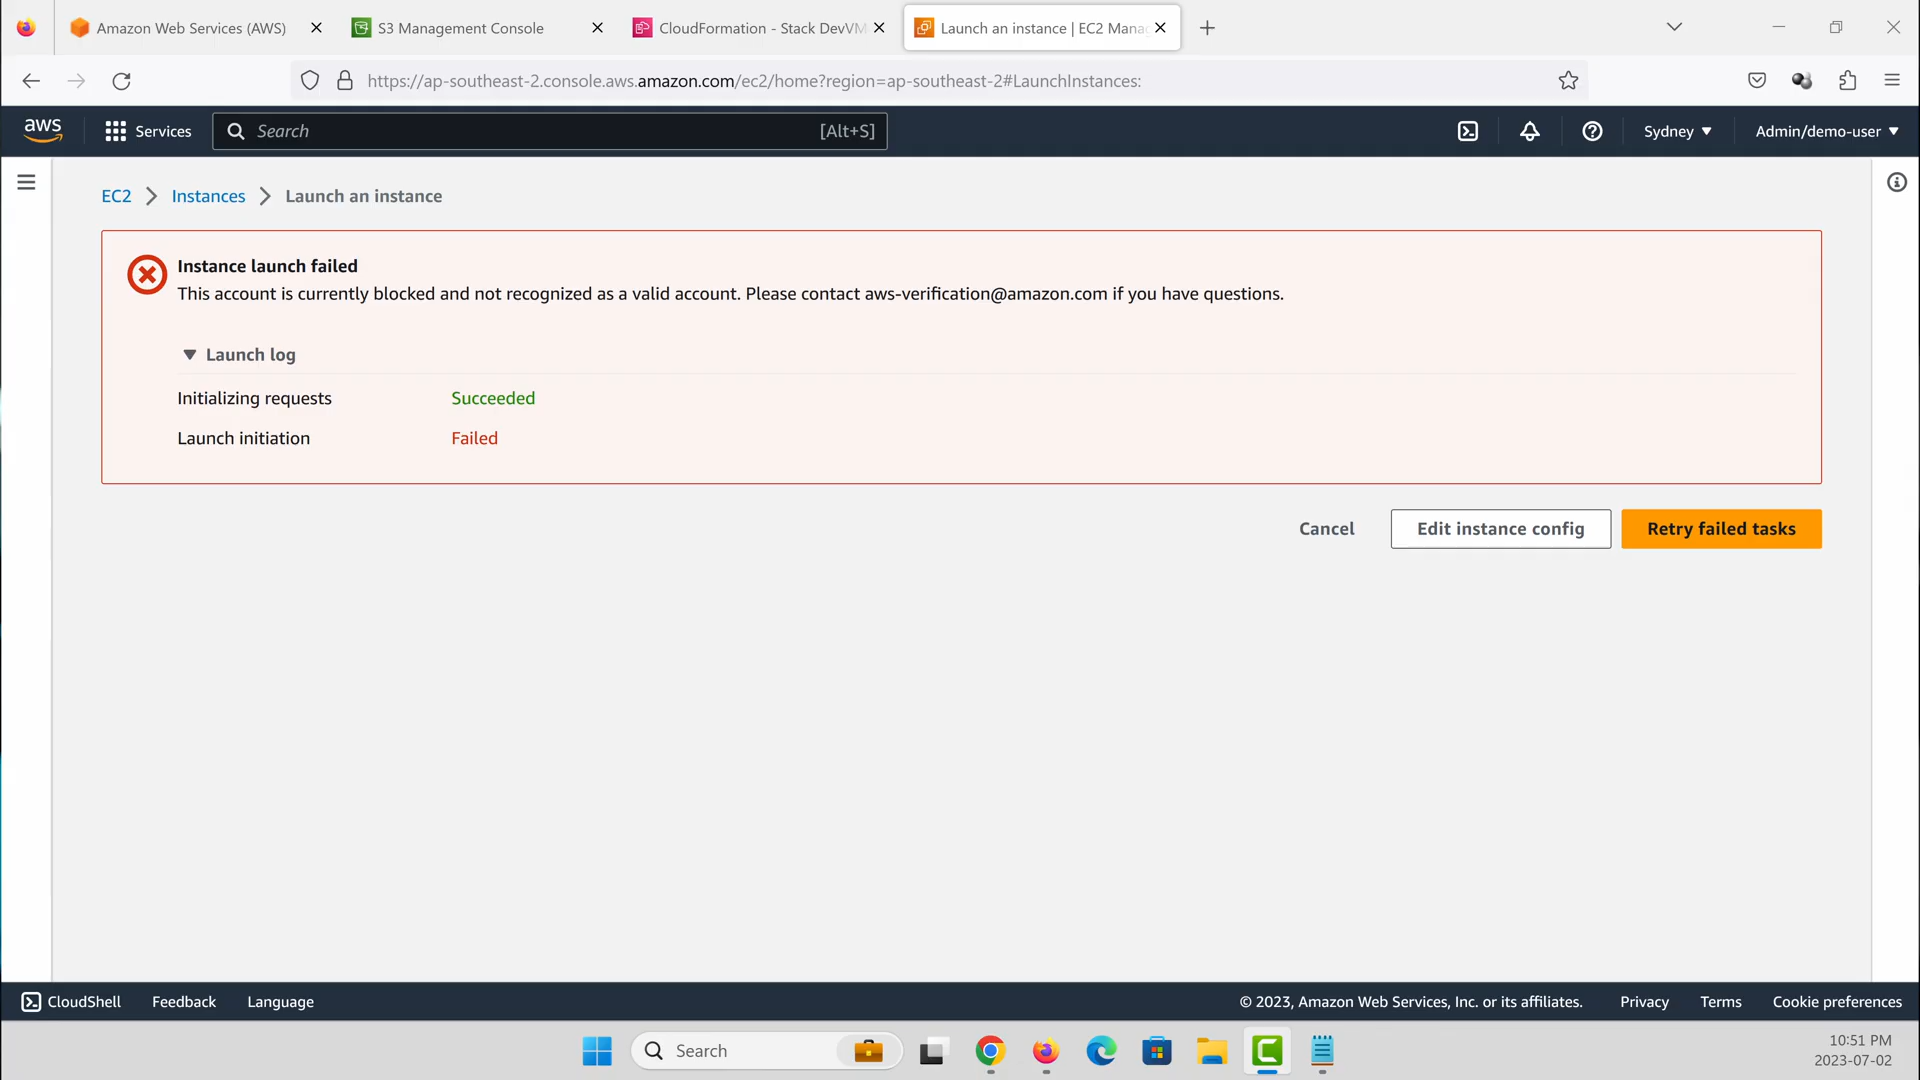 Amazon Web Services (AWS)
S3 Management Console
CloudFormation - Stack DevVM
Launch an instance | EC2 Mana
https://ap-southeast-2.console.aws.amazon.com/ec2/home?region=ap-southeast-2#LaunchInstances:
aws
Services
Search
[Alt+S]
Sydney
Admin/demo-user
EC2
Instances
Launch an instance
Instance launch failed
This account is currently blocked and not recognized as a valid account. Please contact aws-verification@amazon.com if you have questions.
Launch log
Initializing requests
Succeeded
Launch initiation
Failed
Cancel
Edit instance config
Retry failed tasks
CloudShell
Feedback
Language
© 2023, Amazon Web Services, Inc. or its affiliates.
Privacy
Terms
Cookie preferences
Search
10:51 PM
2023-07-02